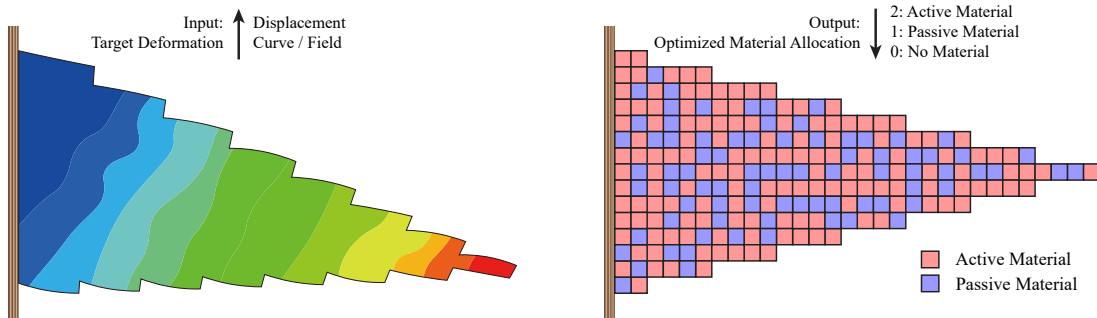 Input:
Target Deformation
Displacement
Curve / Field
Output:
Optimized Material Allocation
2: Active Material
1: Passive Material
0: No Material
Active Material
Passive Material